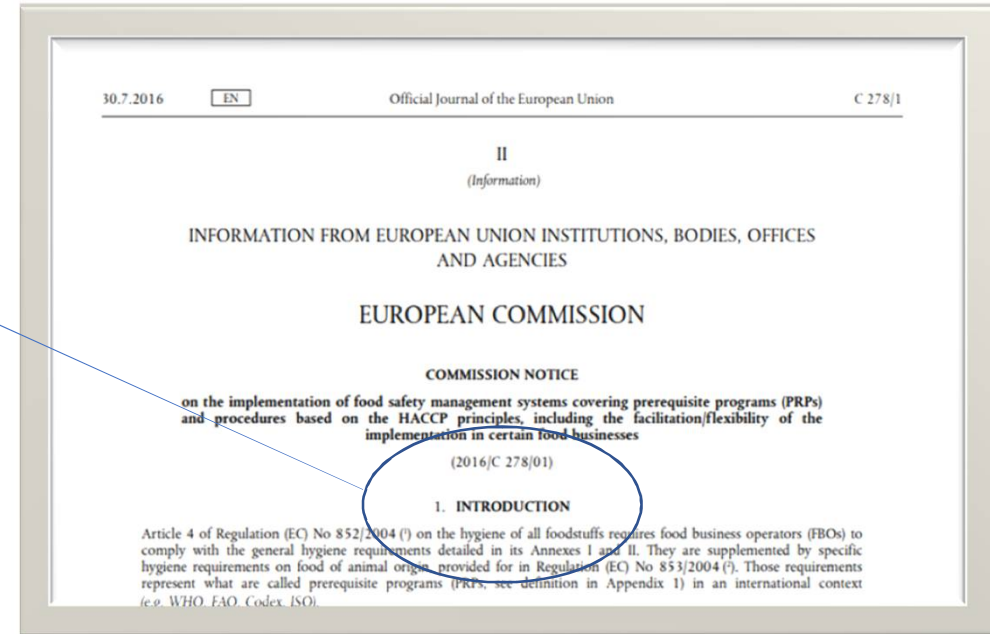 30.7.2016 EN Official Journal of the European Union C 278/1
II
(Information)
INFORMATION FROM EUROPEAN UNION INSTITUTIONS, BODIES, OFFICES
AND AGENCIES
EUROPEAN COMMISSION
COMMISSION NOTICE
on the implementation of food safety management systems covering prerequisite programs (PRPs)
and procedures based on the HACCP principles, including the facilitation/flexibility of the
implementation in certain food businesses
(2016/C 278/01)
1. INTRODUCTION
Article 4 of Regulation (EC) No 852/2004 (¹) on the hygiene of all foodstuffs requires food business operators (FBOs) to
comply with the general hygiene requirements detailed in its Annexes I and II. They are supplemented by specific
hygiene requirements on food of animal origin, provided for in Regulation (EC) No 853/2004 (²). Those requirements
represent what are called prerequisite programs (PRPs, see definition in Appendix 1) in an international context
(e.g. WHO, FAO, Codex, ISO).